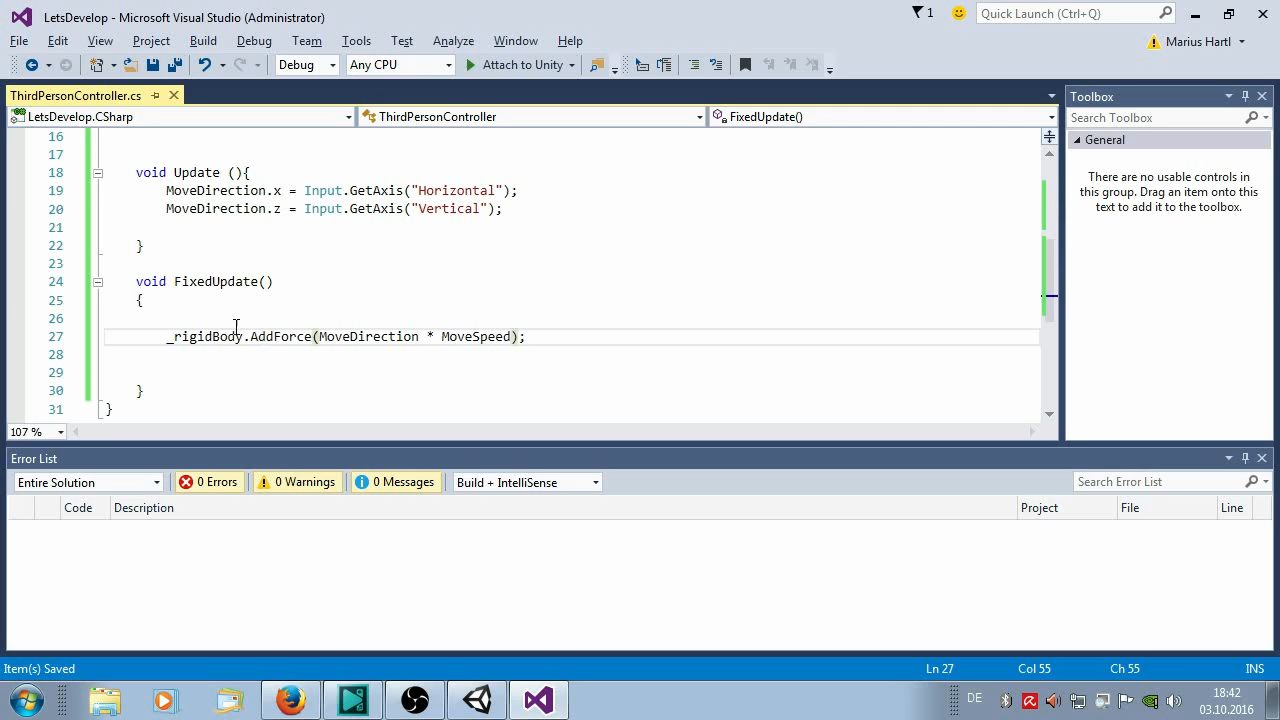 LetsDevelop - Microsoft Visual Studio (Administrator)
1
Quick Launch (Ctrl+Q)
File Edit View Project Build Debug Team Tools Test Analyze Window Help
Marius Hartl
Debug Any CPU Attach to Unity
ThirdPersonController.cs
Toolbox
LetsDevelop.CSharp ThirdPersonController FixedUpdate()
Search Toolbox
General
There are no usable controls in
this group. Drag an item onto this
text to add it to the toolbox.
16
17
18 void Update (){
19 MoveDirection.x = Input.GetAxis("Horizontal");
20 MoveDirection.z = Input.GetAxis("Vertical");
21
22 }
23
24 void FixedUpdate()
25 {
26
27 _rigidBody.AddForce(MoveDirection * MoveSpeed);
28
29
30 }
31 }
107 %
Error List
Entire Solution 0 Errors 0 Warnings 0 Messages Build + IntelliSense Search Error List
Code Description Project File Line
Item(s) Saved Ln 27 Col 55 Ch 55 INS
DE
18:42
03.10.2016